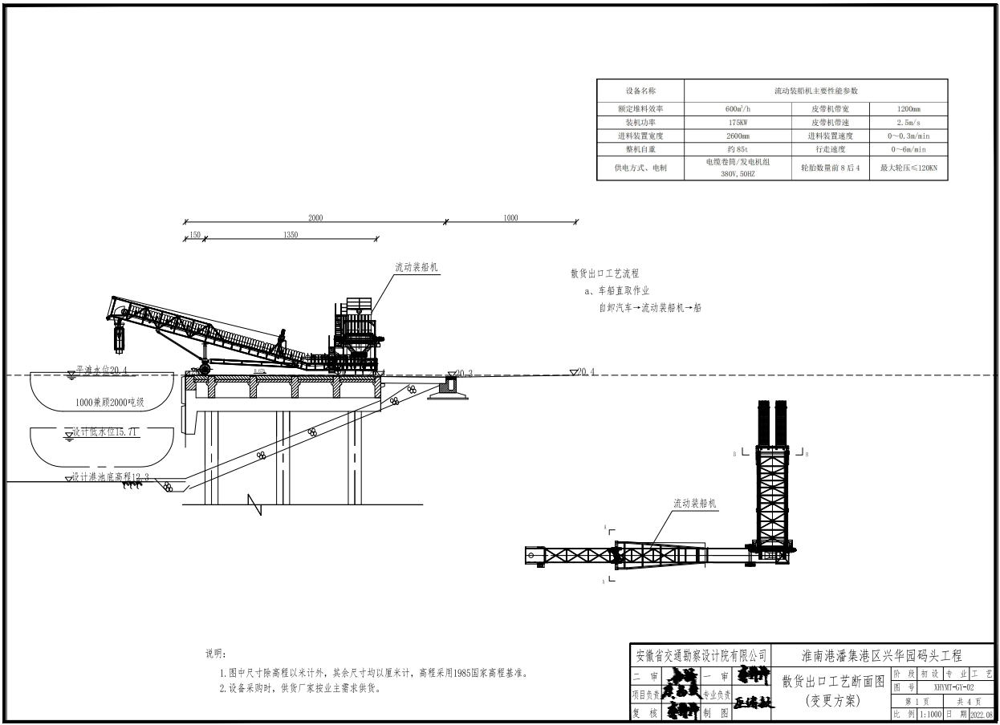 设备名称 流动装船机主要性能参数
额定堆料效率 600m³/h 皮带机带宽 1200mm
装机功率 175KW 皮带机带速 2.5m/s
进料装置宽度 2600mm 进料装置速度 0~0.3m/min
整机自重 约85t 行走速度 0~6m/min
供电方式、电制 电缆卷筒/发电机组 轮胎数量前8后4 最大轮压≤120KN
380V,50HZ
2000 1000
150 1350
流动装船机
散货出口工艺流程
a、车船直取作业
自卸汽车→流动装船机→船
平滩水位20.4
20.3
20.4
1000兼顾2000吨级
设计低水位15.71
设计港池底高程12.3
B B
流动装船机
A
A
说明:
1.图中尺寸除高程以米计外,其余尺寸均以厘米计,高程采用1985国家高程基准。
2.设备采购时,供货厂家按业主需求供货。
安徽省交通勘察设计院有限公司 淮南港潘集港区兴华园码头工程
二 审 一 审 散货出口工艺断面图 阶 段 初 设 专 业 工 艺
图 号 XHYMT-GY-02
项目负责 专业负责 (变更方案) 第 1 页 共 4 页
复 核 制 图 比 例 1:1000 日 期 2022.08